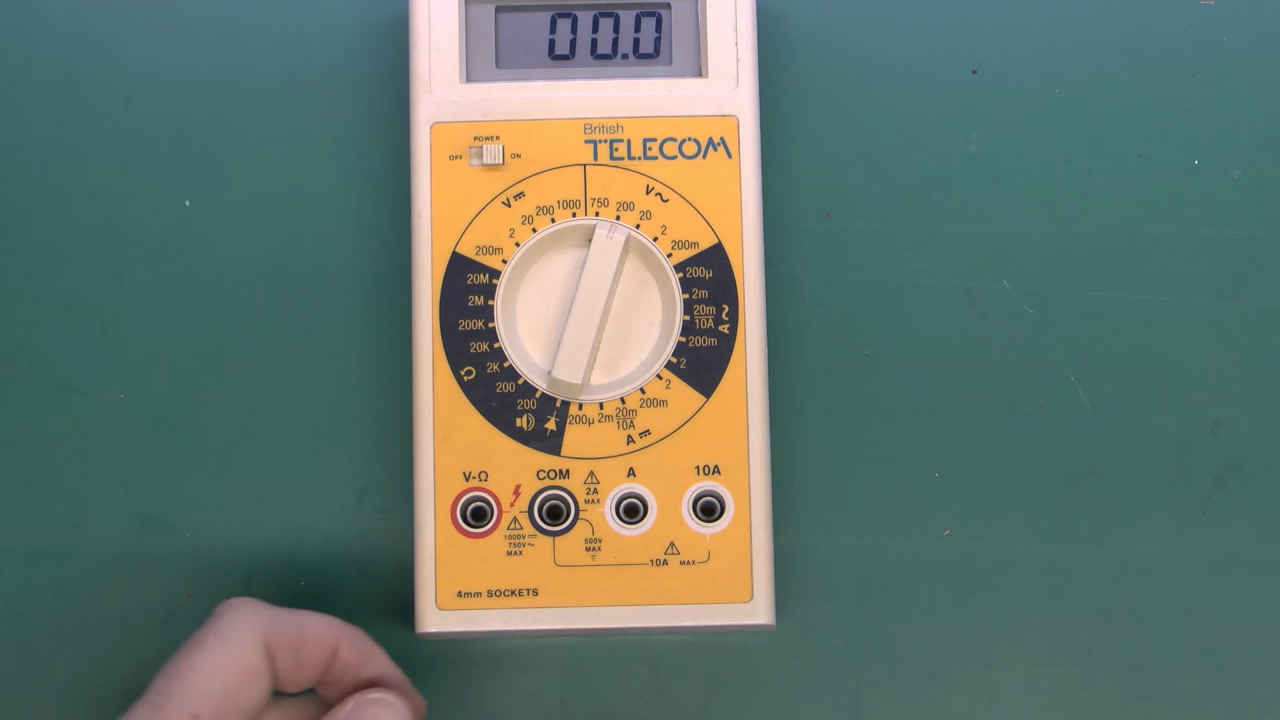 00.0
POWER
OFF ON
British
TELECOM
V⎓ V~
200m 2 20 200 1000 750 200 20 2 200m
20M 2M 200K 20K 2K 200 200
Ω
200µ 2m 20m/10A 200m 2
A~
200µ 2m 20m/10A 200m 2
A⎓
V-Ω COM A 10A
2A
MAX
1000V⎓
750V~
MAX
500V
MAX
10A MAX
4mm SOCKETS